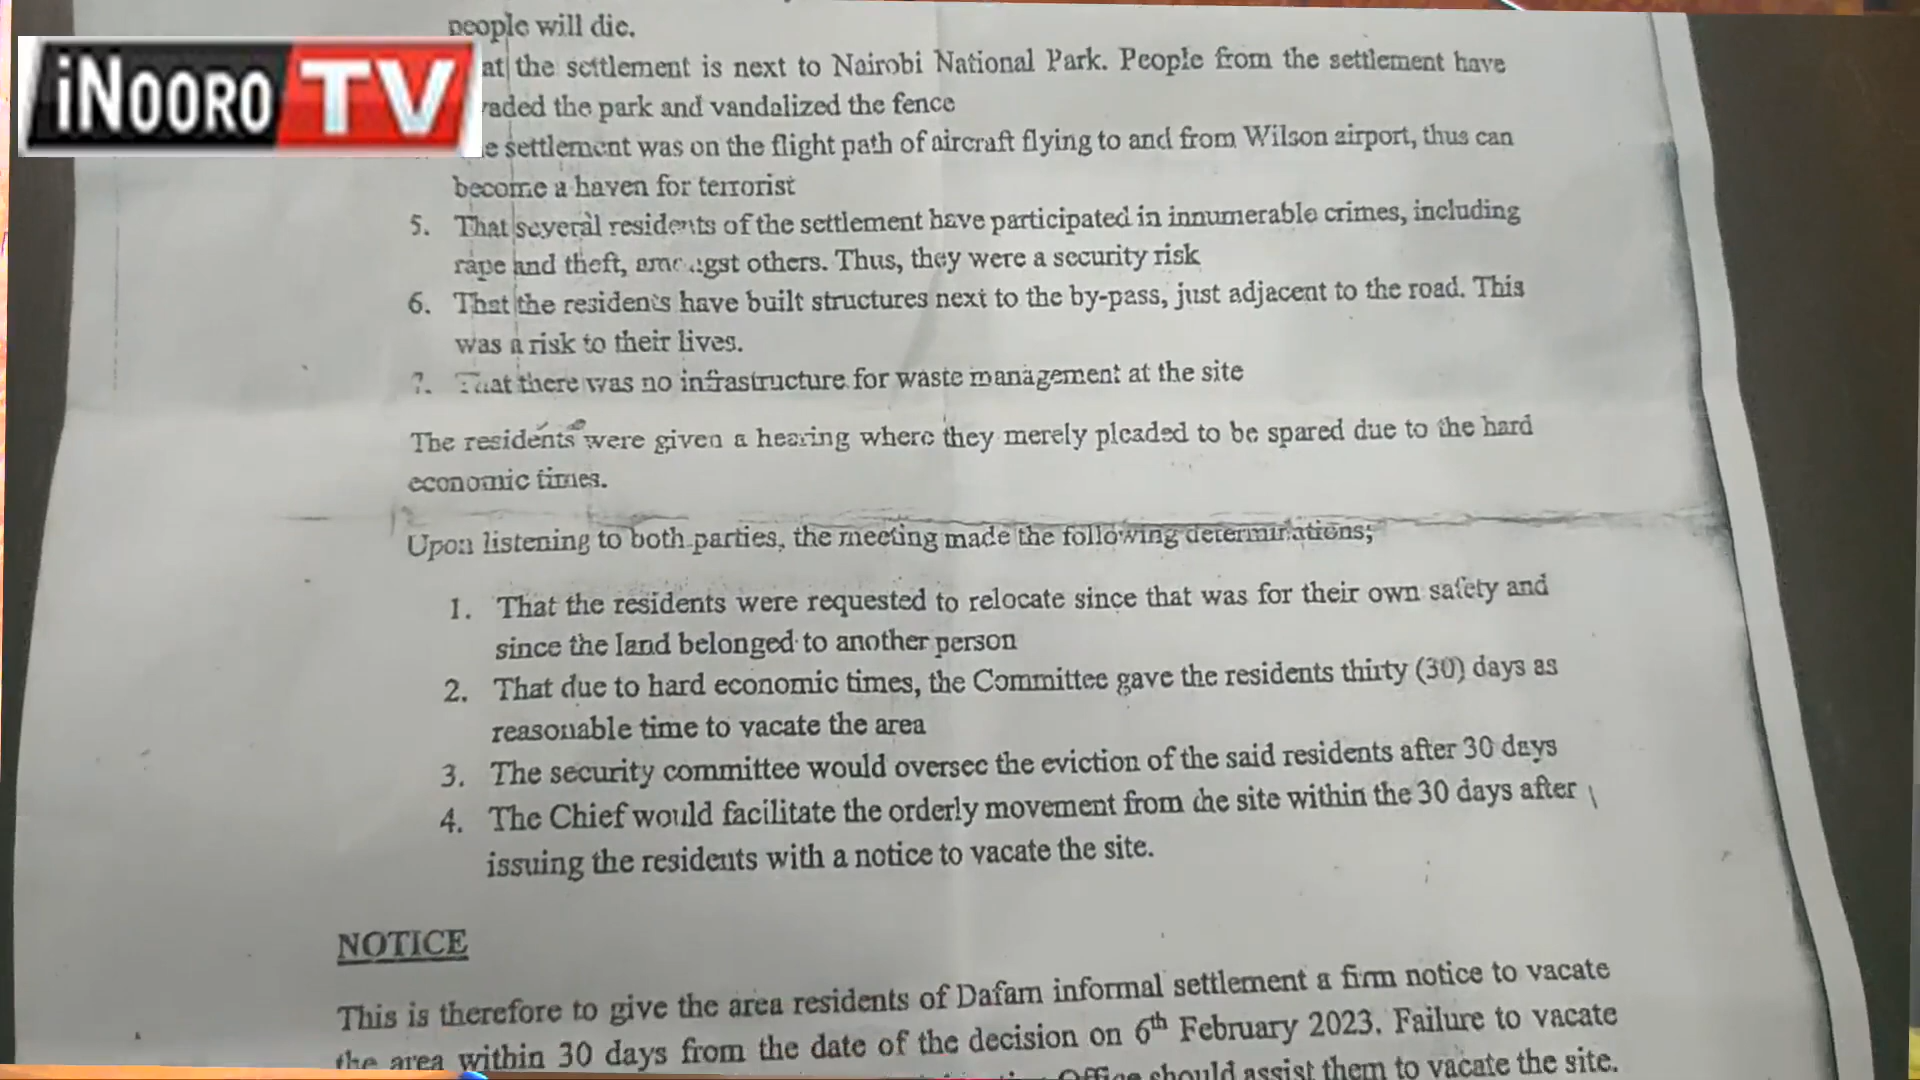 people will die.
iNOORO TV
at the settlement is next to Nairobi National Park. People from the settlement have
vaded the park and vandalized the fence
e settlement was on the flight path of aircraft flying to and from Wilson airport, thus can
become a haven for terrorist
5. That several residents of the settlement have participated in innumerable crimes, including
rape and theft, amongst others. Thus, they were a security risk
6. That the residents have built structures next to the by-pass, just adjacent to the road. This
was a risk to their lives.
7. That there was no infrastructure for waste management at the site
The residents were given a hearing where they merely pleaded to be spared due to the hard
economic times.
Upon listening to both parties, the meeting made the following determinations;
1. That the residents were requested to relocate since that was for their own safety and
since the land belonged to another person
2. That due to hard economic times, the Committee gave the residents thirty (30) days as
reasonable time to vacate the area
3. The security committee would oversee the eviction of the said residents after 30 days
4. The Chief would facilitate the orderly movement from the site within the 30 days after
issuing the residents with a notice to vacate the site.
NOTICE
This is therefore to give the area residents of Dafam informal settlement a firm notice to vacate
the area within 30 days from the date of the decision on 6th February 2023. Failure to vacate
Office should assist them to vacate the site.